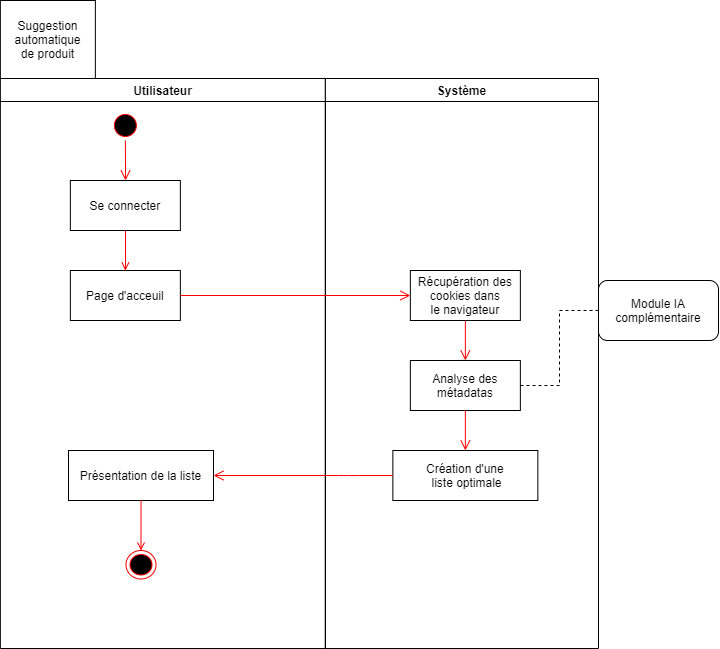 Suggestion
automatique
de produit
Utilisateur
Système
Se connecter
Page d'acceuil
Récupération des
cookies dans
le navigateur
Module IA
complémentaire
Analyse des
métadatas
Présentation de la liste
Création d'une
liste optimale